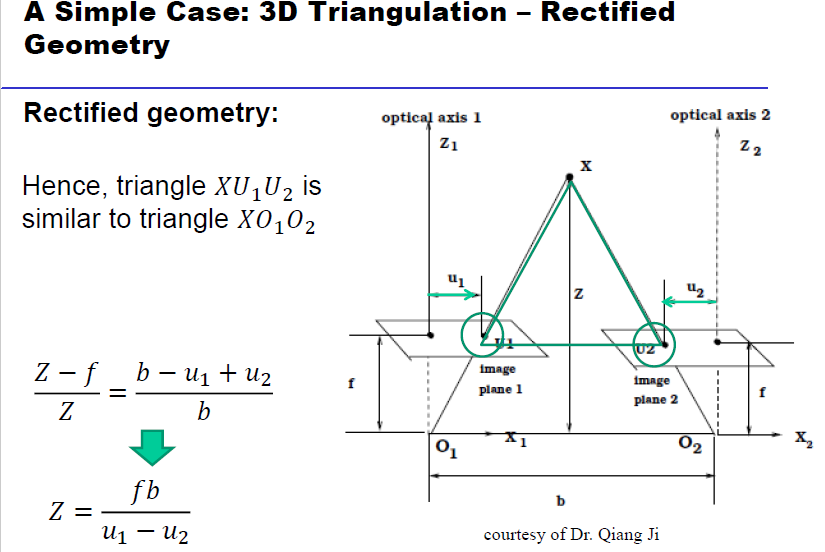 A Simple Case: 3D Triangulation – Rectified
Geometry
Rectified geometry:
Hence, triangle XU₁U₂ is
similar to triangle XO₁O₂
(Z − f)/Z = (b − u₁ + u₂)/b
Z = fb/(u₁ − u₂)
optical axis 1
optical axis 2
Z1
Z 2
X
u₁
u₂
Z
U1
U2
image
plane 1
image
plane 2
f
f
O₁
X 1
O₂
X₂
b
courtesy of Dr. Qiang Ji